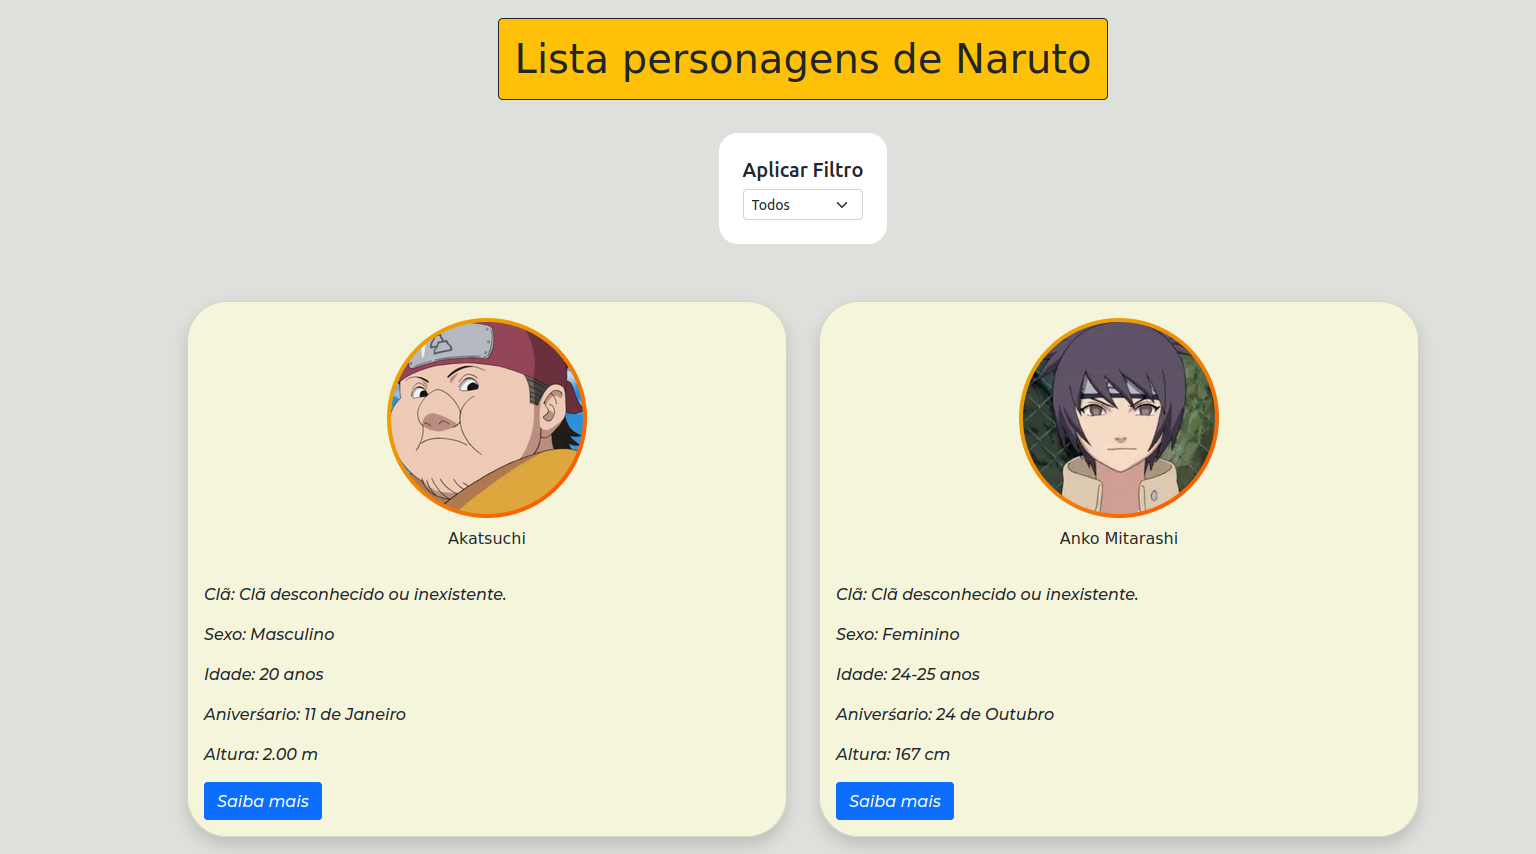 Lista personagens de Naruto
Aplicar Filtro
Todos
Akatsuchi
Clã: Clã desconhecido ou inexistente.
Sexo: Masculino
Idade: 20 anos
Aniverśario: 11 de Janeiro
Altura: 2.00 m
Saiba mais
Anko Mitarashi
Clã: Clã desconhecido ou inexistente.
Sexo: Feminino
Idade: 24-25 anos
Aniverśario: 24 de Outubro
Altura: 167 cm
Saiba mais